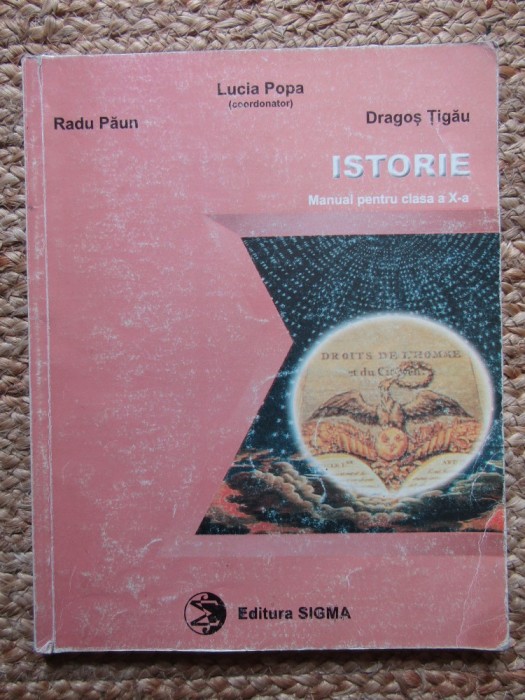 Lucia Popa
(coordonator)
Radu Păun
Dragoș Țigău
ISTORIE
Manual pentru clasa a X-a
DROITS DE L'HOMME
et du Citoyen.
Editura SIGMA